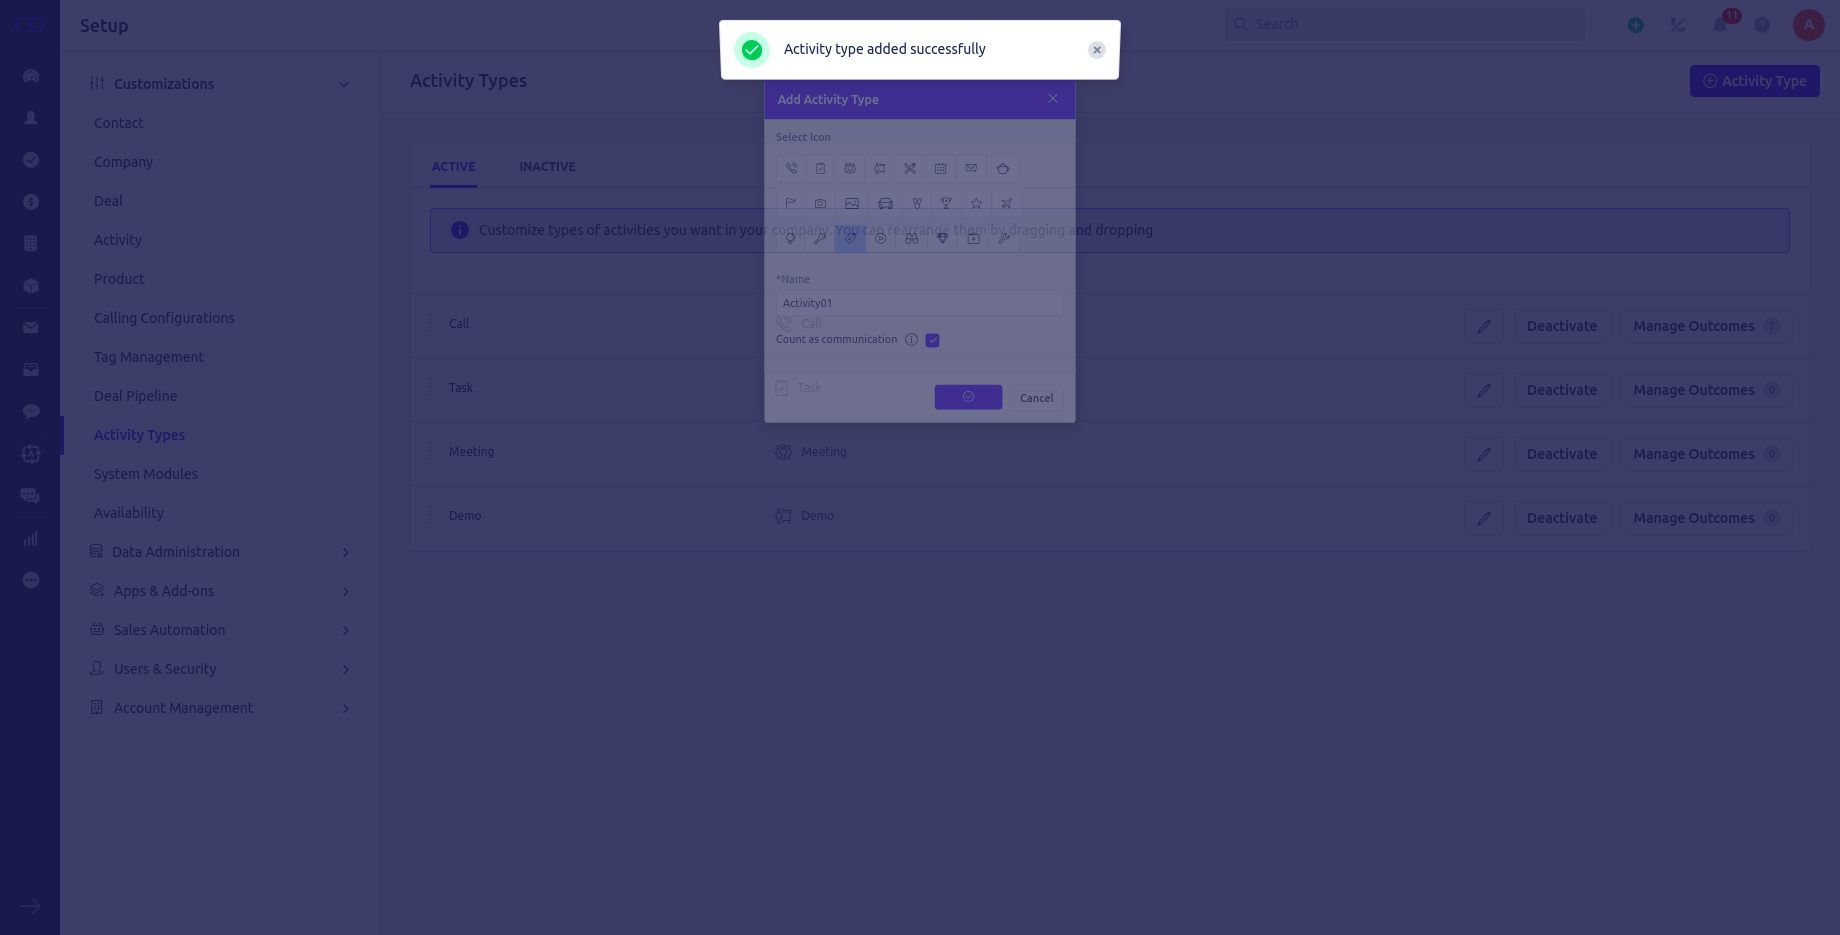 Setup
Search
11
A
Activity type added successfully
Customizations
Contact
Company
Deal
Activity
Product
Calling Configurations
Tag Management
Deal Pipeline
Activity Types
System Modules
Availability
Data Administration
Apps & Add-ons
Sales Automation
Users & Security
Account Management
Activity Types
Activity Type
ACTIVE
INACTIVE
Customize types of activities you want in your company. You can rearrange them by dragging and dropping
Add Activity Type
Select Icon
*Name
Activity01
Count as communication
Cancel
Call
Call
Deactivate
Manage Outcomes 7
Task
Task
Deactivate
Manage Outcomes 0
Meeting
Meeting
Deactivate
Manage Outcomes 0
Demo
Demo
Deactivate
Manage Outcomes 0